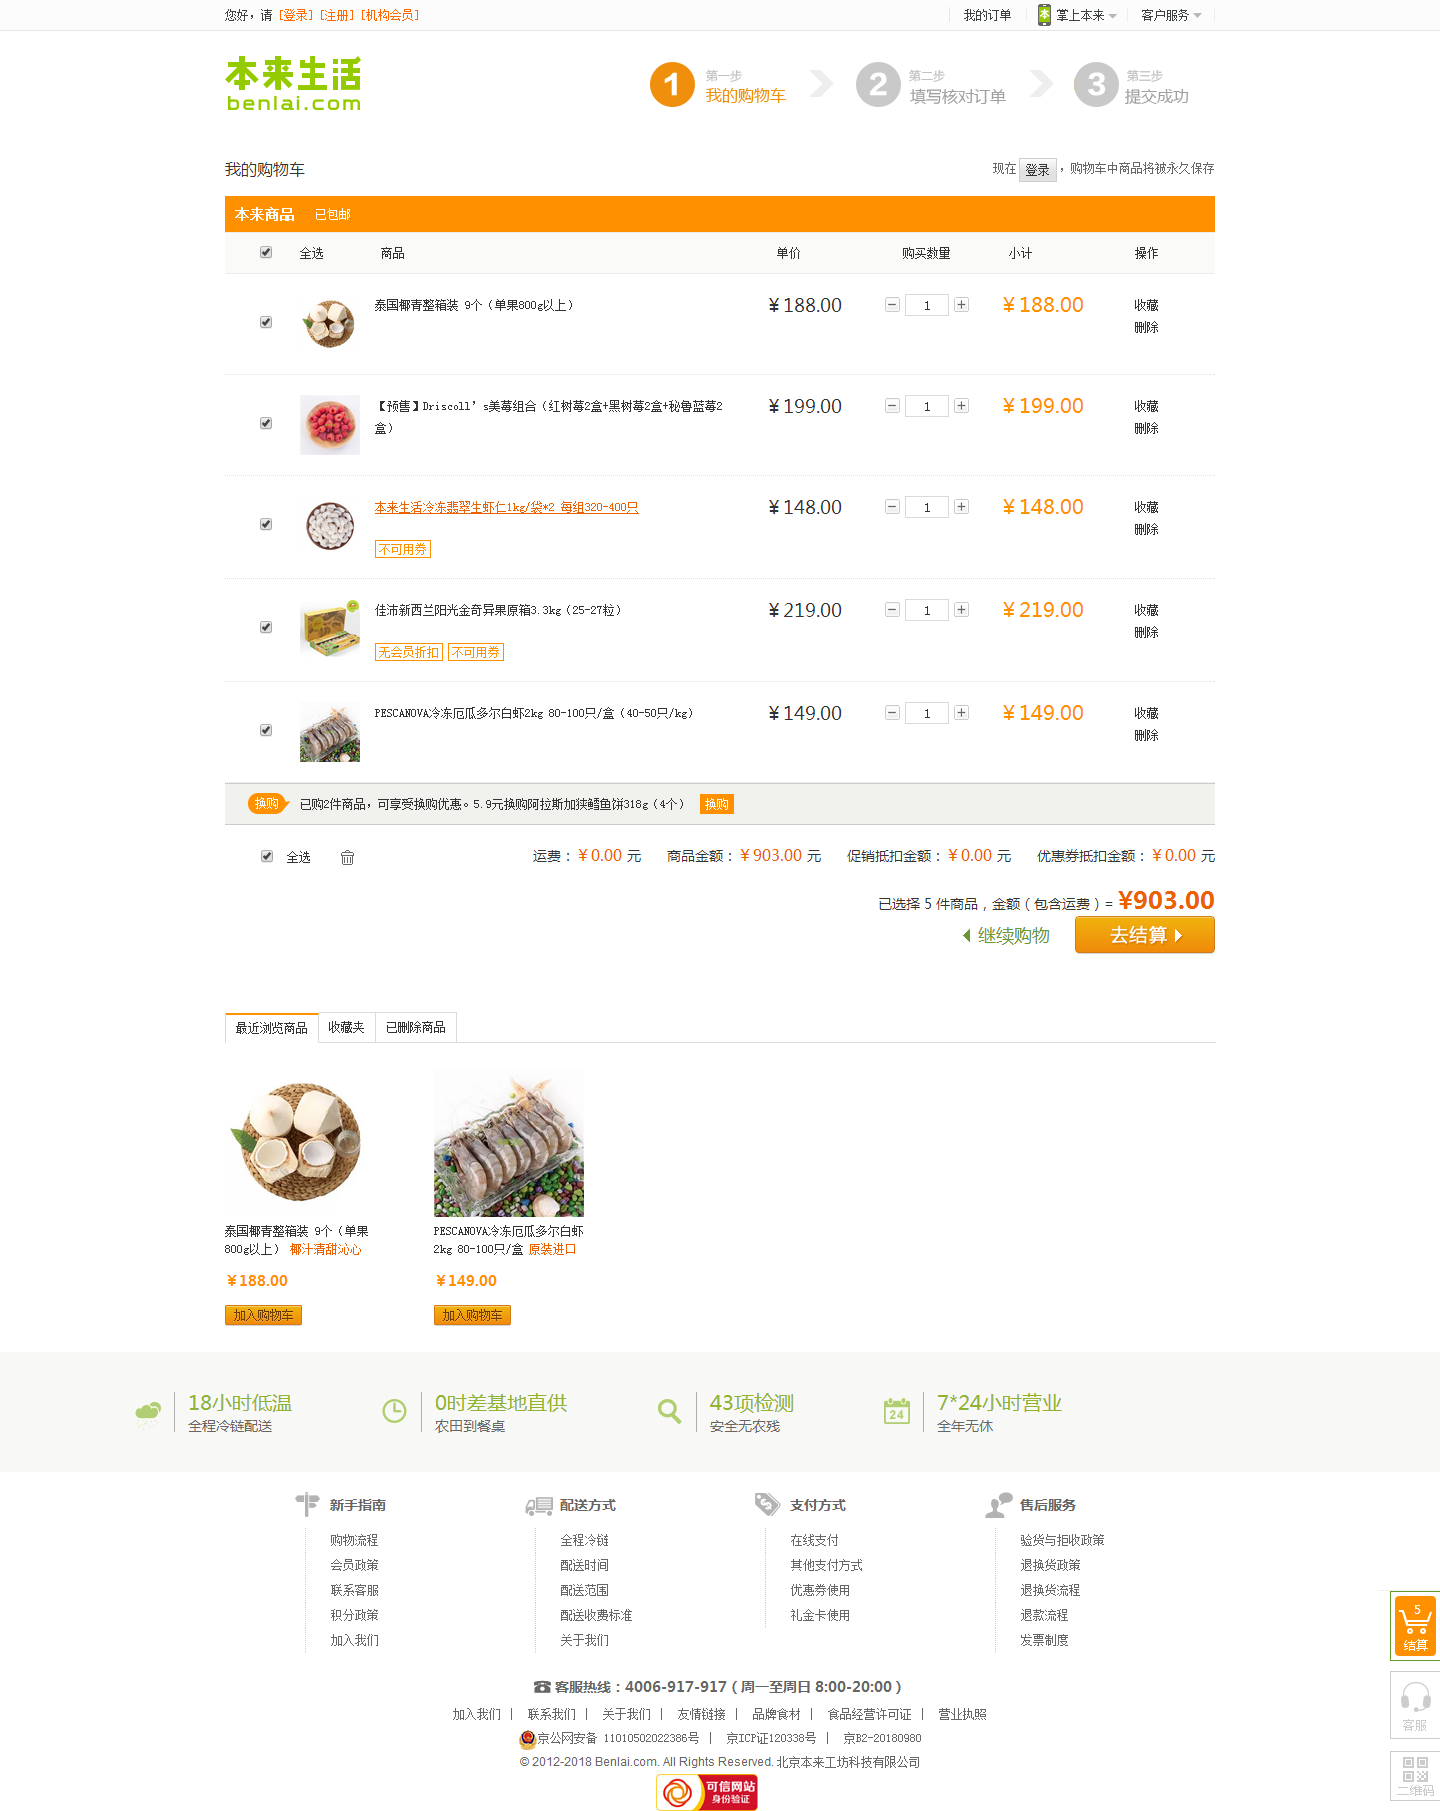 您好，请 [登录] [注册] [机构会员]
我的订单 掌上本来 客户服务
本来生活
benlai.com
1 第一步 我的购物车
2 第二步 填写核对订单
3 第三步 提交成功
我的购物车
现在 登录 ，购物车中商品将被永久保存
本来商品 已包邮
全选 商品 单价 购买数量 小计 操作
泰国椰青整箱装 9个（单果800g以上） ¥188.00 1 ¥188.00 收藏
删除
【预售】Driscoll’s美莓组合（红树莓2盒+黑树莓2盒+秘鲁蓝莓2 ¥199.00 1 ¥199.00 收藏
盒） 删除
本来生活冷冻翡翠生虾仁1kg/袋*2 每组320-400只 ¥148.00 1 ¥148.00 收藏
删除
不可用券
佳沛新西兰阳光金奇异果原箱3.3kg（25-27粒） ¥219.00 1 ¥219.00 收藏
删除
无会员折扣 不可用券
PESCANOVA冷冻厄瓜多尔白虾2kg 80-100只/盒（40-50只/kg） ¥149.00 1 ¥149.00 收藏
删除
换购 已购2件商品，可享受换购优惠。5.9元换购阿拉斯加狭鳕鱼饼318g（4个） 换购
全选 运费：¥0.00 元 商品金额：¥903.00 元 促销抵扣金额：¥0.00 元 优惠券抵扣金额：¥0.00 元
已选择 5 件商品，金额（包含运费）= ¥903.00
继续购物 去结算
最近浏览商品 收藏夹 已删除商品
泰国椰青整箱装 9个（单果
800g以上） 椰汁清甜沁心
¥188.00
加入购物车
PESCANOVA冷冻厄瓜多尔白虾
2kg 80-100只/盒 原装进口
¥149.00
加入购物车
18小时低温
全程冷链配送
0时差基地直供
农田到餐桌
43项检测
安全无农残
24
7*24小时营业
全年无休
新手指南
购物流程
会员政策
联系客服
积分政策
加入我们
配送方式
全程冷链
配送时间
配送范围
配送收费标准
关于我们
支付方式
在线支付
其他支付方式
优惠券使用
礼金卡使用
售后服务
验货与拒收政策
退换货政策
退换货流程
退款流程
发票制度
5
结算
客服
二维码
客服热线：4006-917-917（周一至周日 8:00-20:00）
加入我们 | 联系我们 | 关于我们 | 友情链接 | 品牌食材 | 食品经营许可证 | 营业执照
京公网安备 11010502022386号 | 京ICP证120338号 | 京B2-20180980
© 2012-2018 Benlai.com. All Rights Reserved. 北京本来工坊科技有限公司
可信网站
身份验证